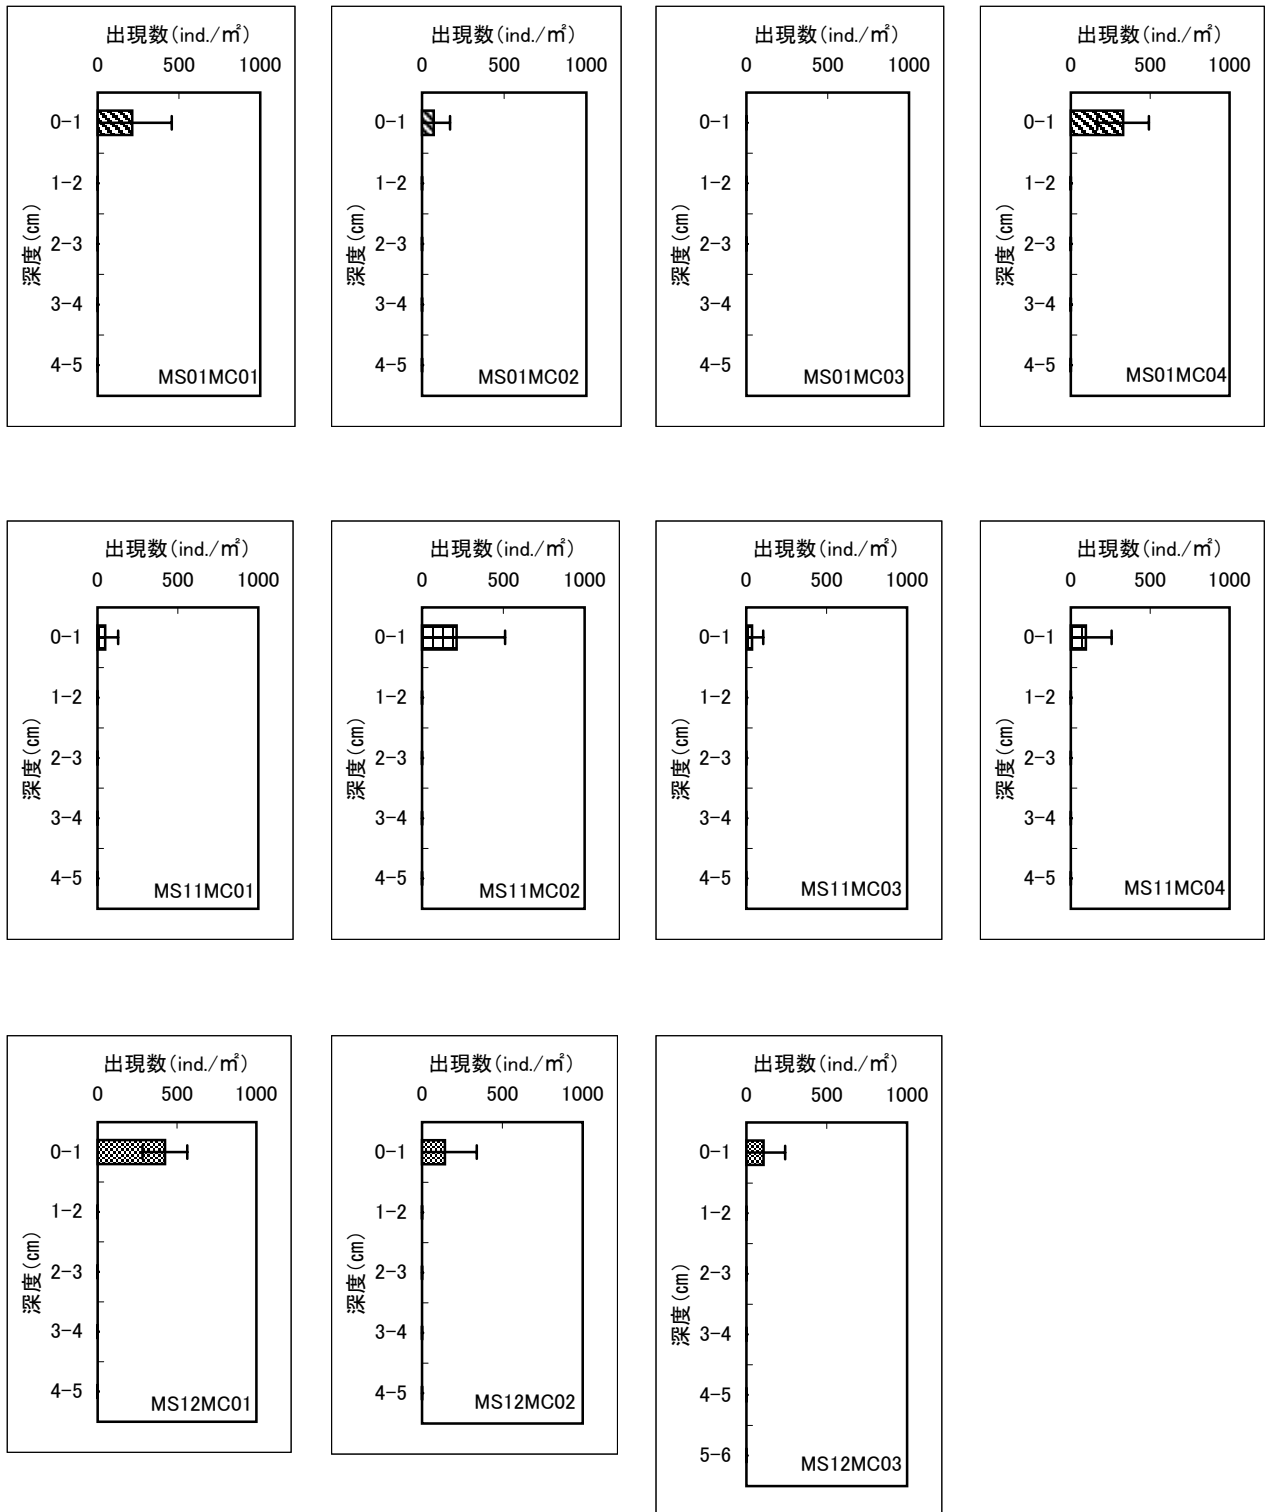 出現数(ind./㎡)
0 500 1000
0-1
1-2
2-3
3-4
4-5
深度(cm)
MS01MC01
出現数(ind./㎡)
0 500 1000
0-1
1-2
2-3
3-4
4-5
深度(cm)
MS01MC02
出現数(ind./㎡)
0 500 1000
0-1
1-2
2-3
3-4
4-5
深度(cm)
MS01MC03
出現数(ind./㎡)
0 500 1000
0-1
1-2
2-3
3-4
4-5
深度(cm)
MS01MC04
出現数(ind./㎡)
0 500 1000
0-1
1-2
2-3
3-4
4-5
深度(cm)
MS11MC01
出現数(ind./㎡)
0 500 1000
0-1
1-2
2-3
3-4
4-5
深度(cm)
MS11MC02
出現数(ind./㎡)
0 500 1000
0-1
1-2
2-3
3-4
4-5
深度(cm)
MS11MC03
出現数(ind./㎡)
0 500 1000
0-1
1-2
2-3
3-4
4-5
深度(cm)
MS11MC04
出現数(ind./㎡)
0 500 1000
0-1
1-2
2-3
3-4
4-5
深度(cm)
MS12MC01
出現数(ind./㎡)
0 500 1000
0-1
1-2
2-3
3-4
4-5
深度(cm)
MS12MC02
出現数(ind./㎡)
0 500 1000
0-1
1-2
2-3
3-4
4-5
5-6
深度(cm)
MS12MC03